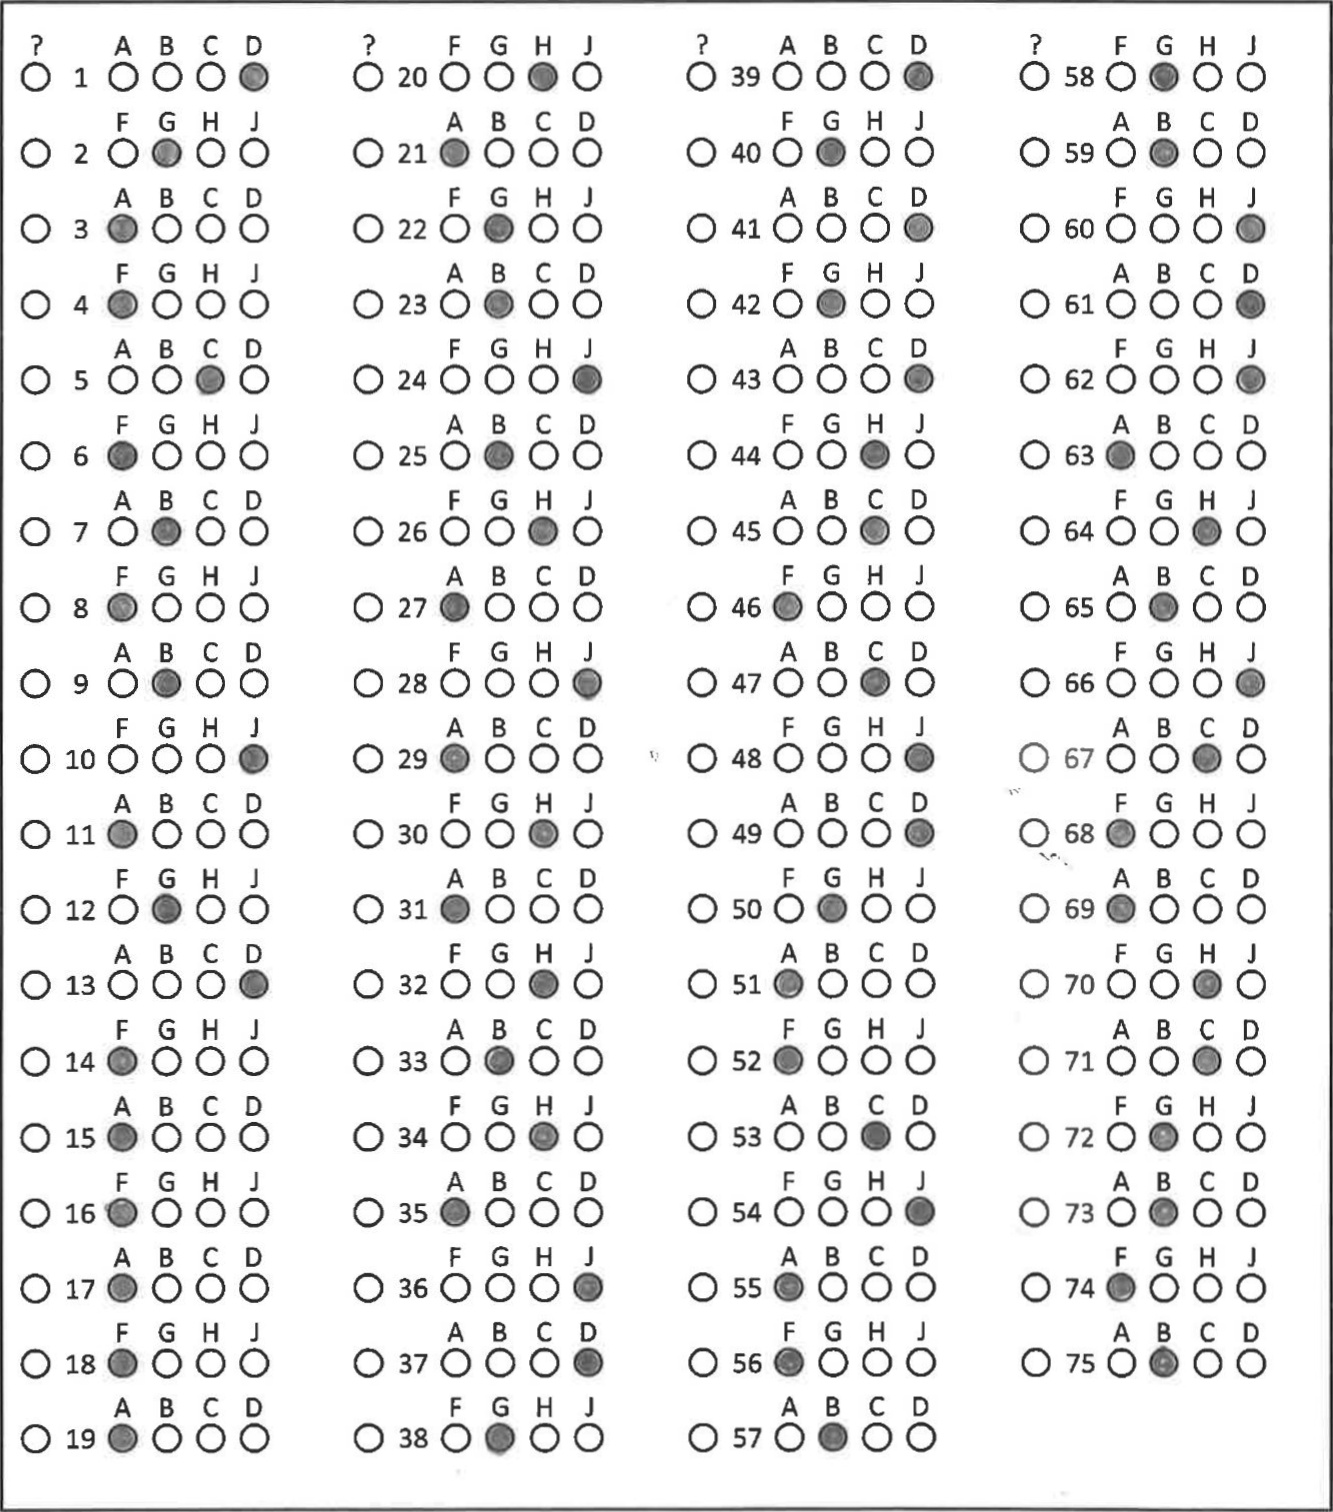 ? A B C D
1
F G H J
2
A B C D
3
F G H J
4
A B C D
5
F G H J
6
A B C D
7
F G H J
8
A B C D
9
F G H J
10
A B C D
11
F G H J
12
A B C D
13
F G H J
14
A B C D
15
F G H J
16
A B C D
17
F G H J
18
A B C D
19
? F G H J
20
A B C D
21
F G H J
22
A B C D
23
F G H J
24
A B C D
25
F G H J
26
A B C D
27
F G H J
28
A B C D
29
F G H J
30
A B C D
31
F G H J
32
A B C D
33
F G H J
34
A B C D
35
F G H J
36
A B C D
37
F G H J
38
? A B C D
39
F G H J
40
A B C D
41
F G H J
42
A B C D
43
F G H J
44
A B C D
45
F G H J
46
A B C D
47
F G H J
48
A B C D
49
F G H J
50
A B C D
51
F G H J
52
A B C D
53
F G H J
54
A B C D
55
F G H J
56
A B C D
57
? F G H J
58
A B C D
59
F G H J
60
A B C D
61
F G H J
62
A B C D
63
F G H J
64
A B C D
65
F G H J
66
A B C D
67
F G H J
68
A B C D
69
F G H J
70
A B C D
71
F G H J
72
A B C D
73
F G H J
74
A B C D
75